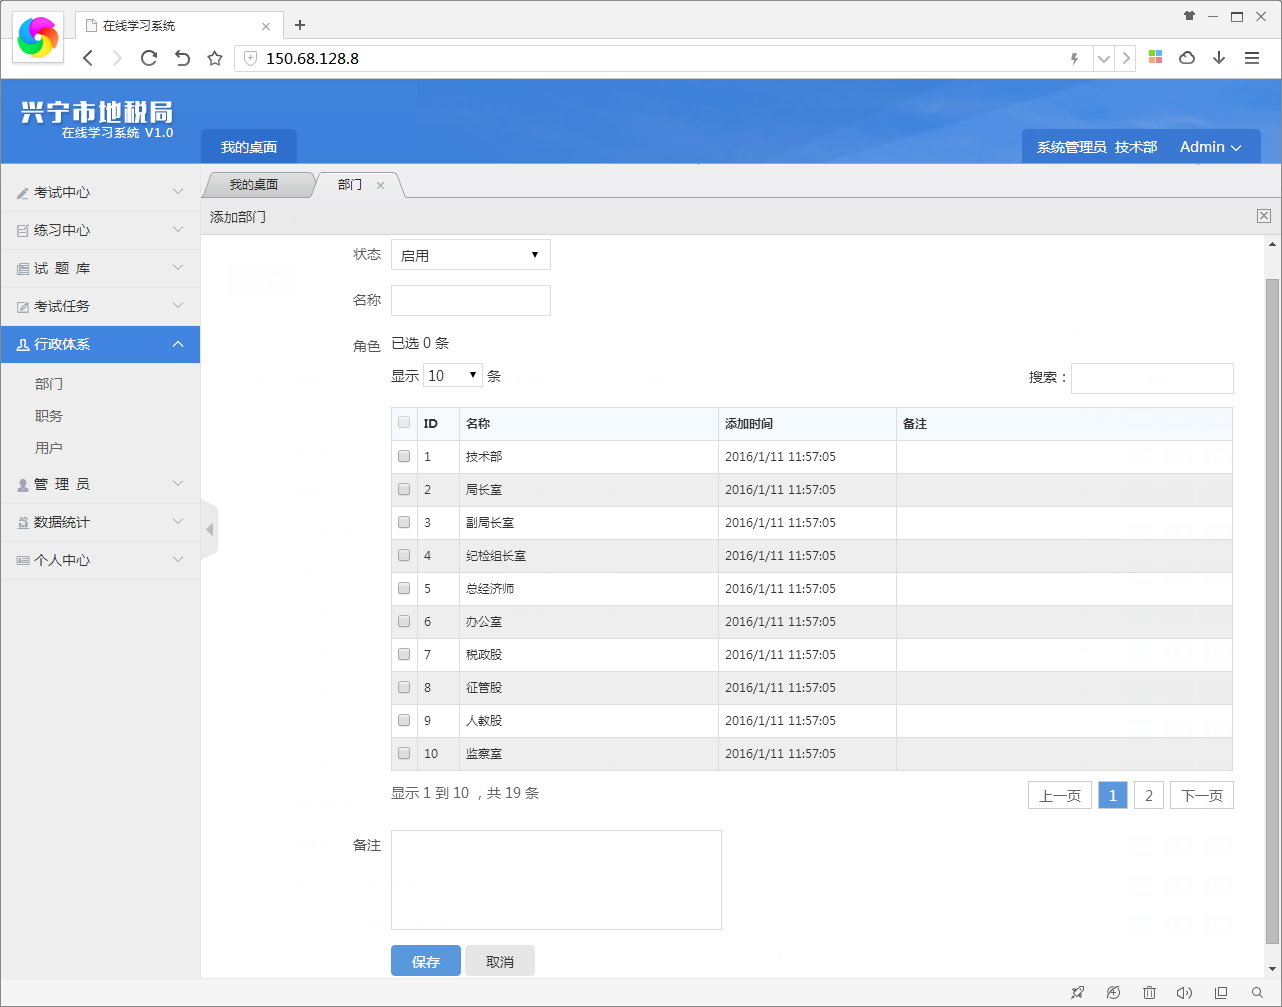 在线学习系统
150.68.128.8
兴宁市地税局
在线学习系统 V1.0
我的桌面
系统管理员 技术部 Admin
考试中心
练习中心
试 题 库
考试任务
行政体系
部门
职务
用户
管 理 员
数据统计
个人中心
我的桌面 部门
添加部门
状态 启用
名称
角色 已选 0 条
显示 10 条 搜索：
ID 名称 添加时间 备注
1 技术部 2016/1/11 11:57:05
2 局长室 2016/1/11 11:57:05
3 副局长室 2016/1/11 11:57:05
4 纪检组长室 2016/1/11 11:57:05
5 总经济师 2016/1/11 11:57:05
6 办公室 2016/1/11 11:57:05
7 税政股 2016/1/11 11:57:05
8 征管股 2016/1/11 11:57:05
9 人教股 2016/1/11 11:57:05
10 监察室 2016/1/11 11:57:05
显示 1 到 10 ，共 19 条 上一页 1 2 下一页
备注
保存 取消